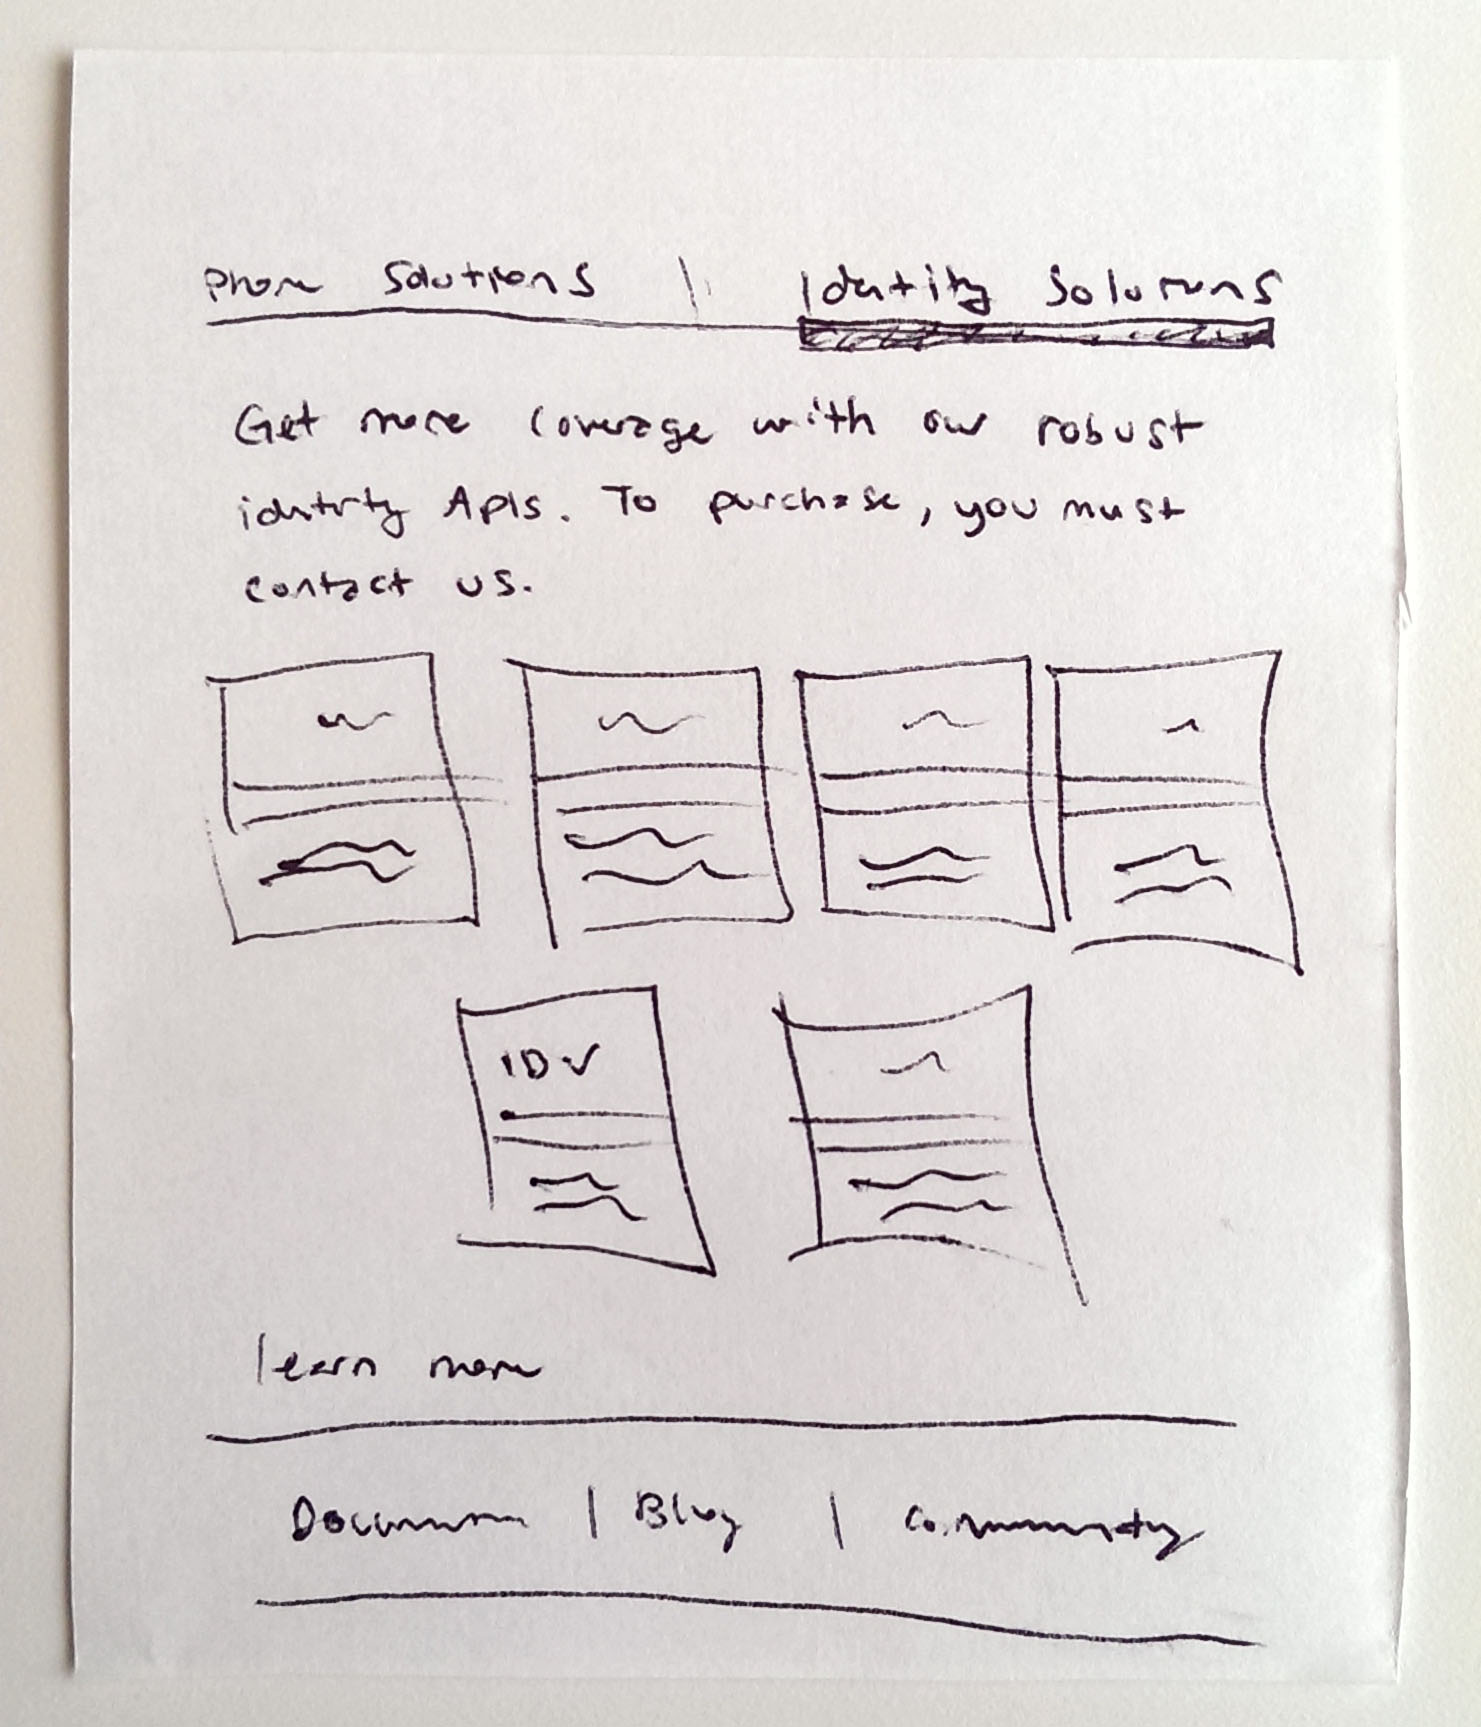 Phone Solutions | Identity Solutions
Get more coverage with our robust
identity APIs. To purchase, you must
contact us.
IDV
learn more
| Blog | Community